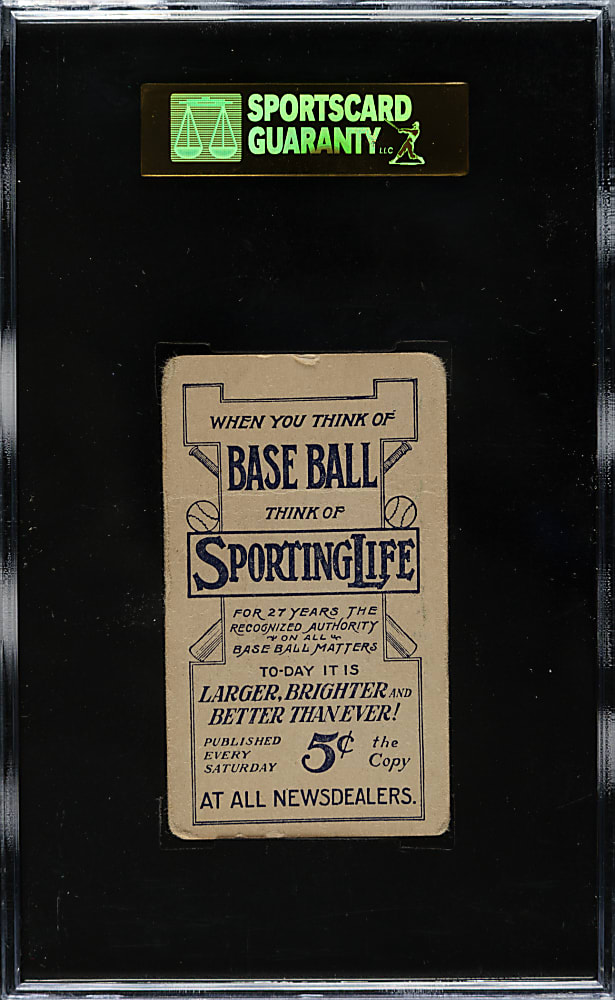 SPORTSCARD
GUARANTY LLC
WHEN YOU THINK OF
BASE BALL
THINK OF
SPORTING LIFE
FOR 27 YEARS THE
RECOGNIZED AUTHORITY
ON ALL
BASE BALL MATTERS
TO-DAY IT IS
LARGER, BRIGHTER AND
BETTER THAN EVER!
PUBLISHED
EVERY
SATURDAY
5¢ the
Copy
AT ALL NEWSDEALERS.